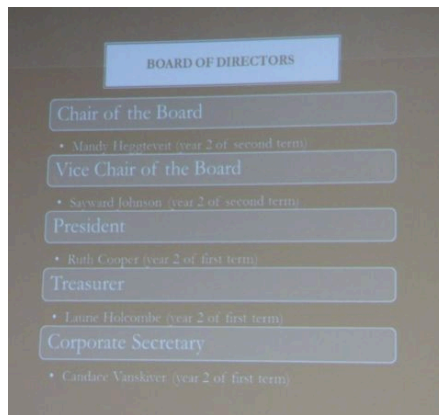 BOARD OF DIRECTORS
Chair of the Board
• Mandy Heggtveit (year 2 of second term)
Vice Chair of the Board
• Sayward Johnson (year 2 of second term)
President
• Ruth Cooper (year 2 of first term)
Treasurer
• Holcombe (year 2 of first term)
Corporate Secretary
• Candace Vanskiver (year 2 of first term)